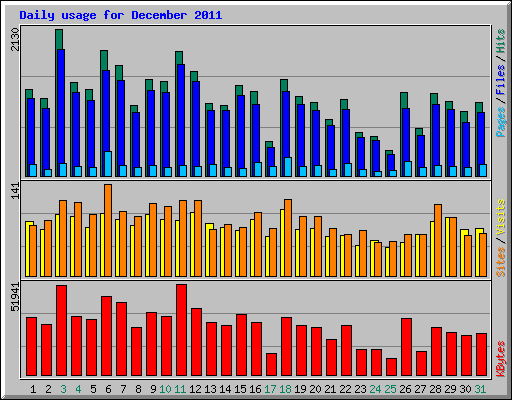 Daily usage for December 2011
2130
Pages / Files / Hits
141
Sites / Visits
51941
KBytes
1 2 3 4 5 6 7 8 9 10 11 12 13 14 15 16 17 18 19 20 21 22 23 24 25 26 27 28 29 30 31